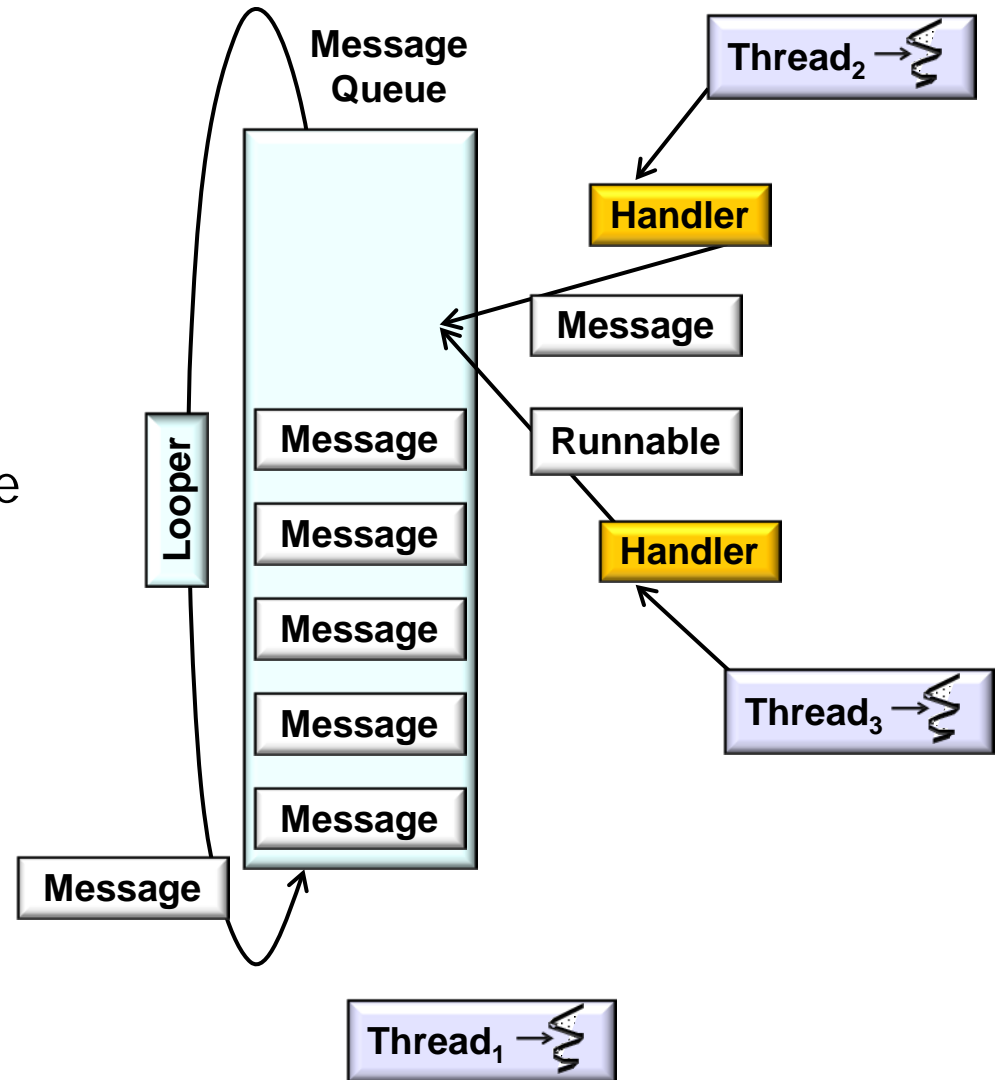 Message
Queue
Thread₂
Handler
Message
Message
Runnable
Looper
e
Message
Handler
Message
Message
Thread₃
Message
Message
Thread₁